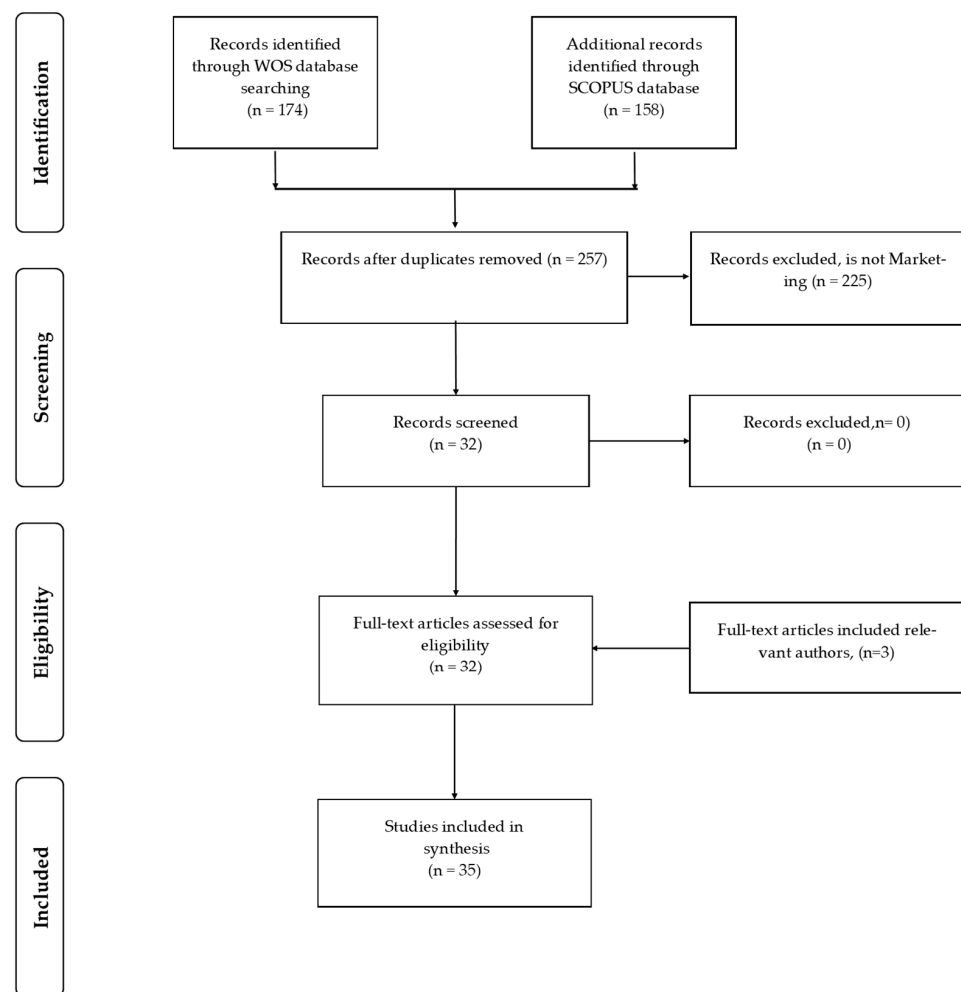 Identification
Records identified
through WOS database
searching
(n = 174)
Additional records
identified through
SCOPUS database
(n = 158)
Records after duplicates removed (n = 257)
Records excluded, is not Market-
ing (n = 225)
Screening
Records screened
(n = 32)
Records excluded,n= 0)
(n = 0)
Eligibility
Full-text articles assessed for
eligibility
(n = 32)
Full-text articles included rele-
vant authors, (n=3)
Included
Studies included in
synthesis
(n = 35)